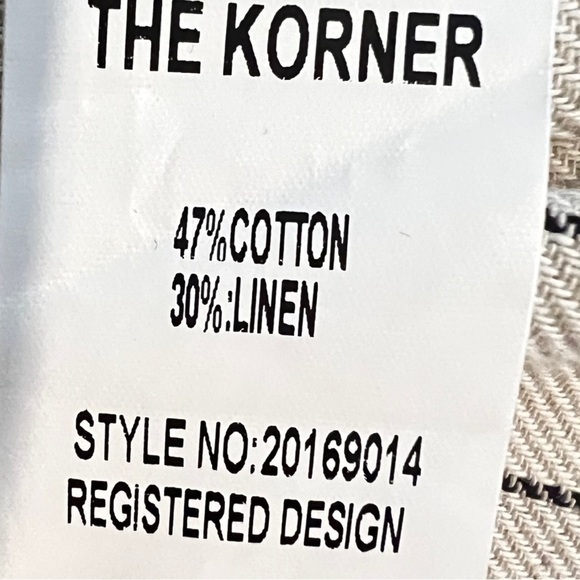 THE KORNER
47%COTTON
30%:LINEN
STYLE NO:20169014
REGISTERED DESIGN